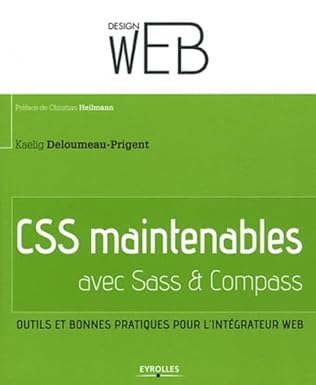 DESIGN
WEB
Préface de Christian Heilmann
Kaelig Deloumeau-Prigent
CSS maintenables
avec Sass & Compass
OUTILS ET BONNES PRATIQUES POUR L'INTÉGRATEUR WEB
EYROLLES